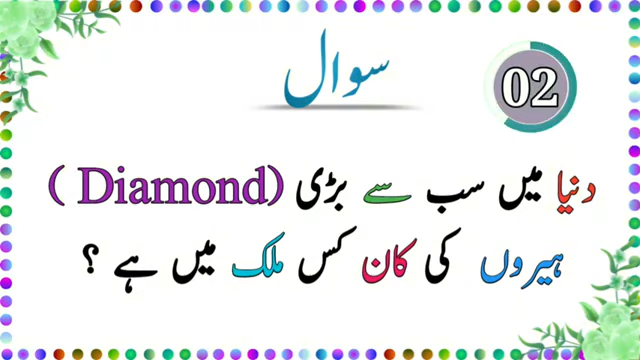 سوال
02
دنیا میں سب سے بڑی (Diamond)
ہیروں کی کان کس ملک میں ہے ؟